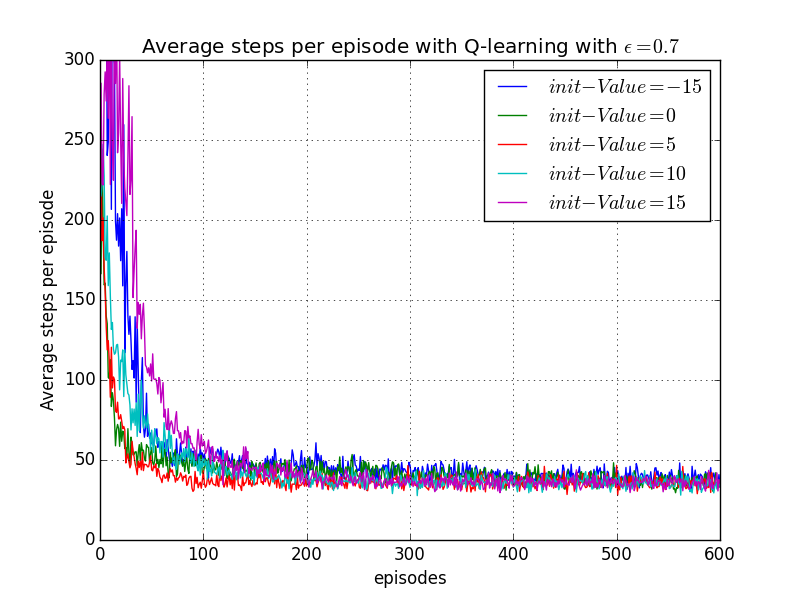 Average steps per episode with Q-learning with ϵ=0.7
300
250
200
150
100
50
0
Average steps per episode
init−Value=−15
init−Value=0
init−Value=5
init−Value=10
init−Value=15
0 100 200 300 400 500 600
episodes